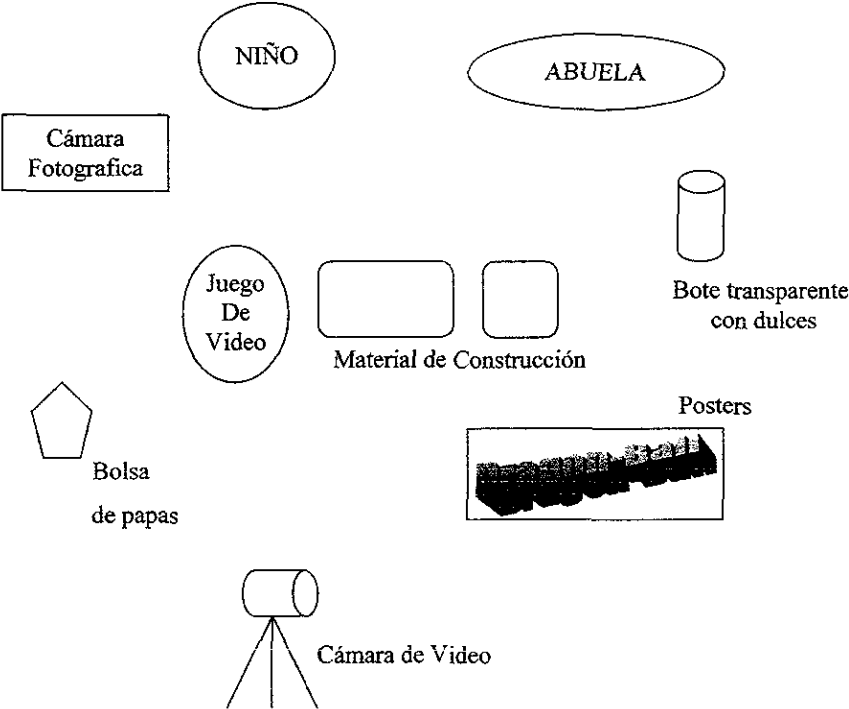 NIÑO
ABUELA
Cámara
Fotografica
Juego
De
Video
Material de Construcción
Bote transparente
con dulces
Posters
Bolsa
de papas
Cámara de Video